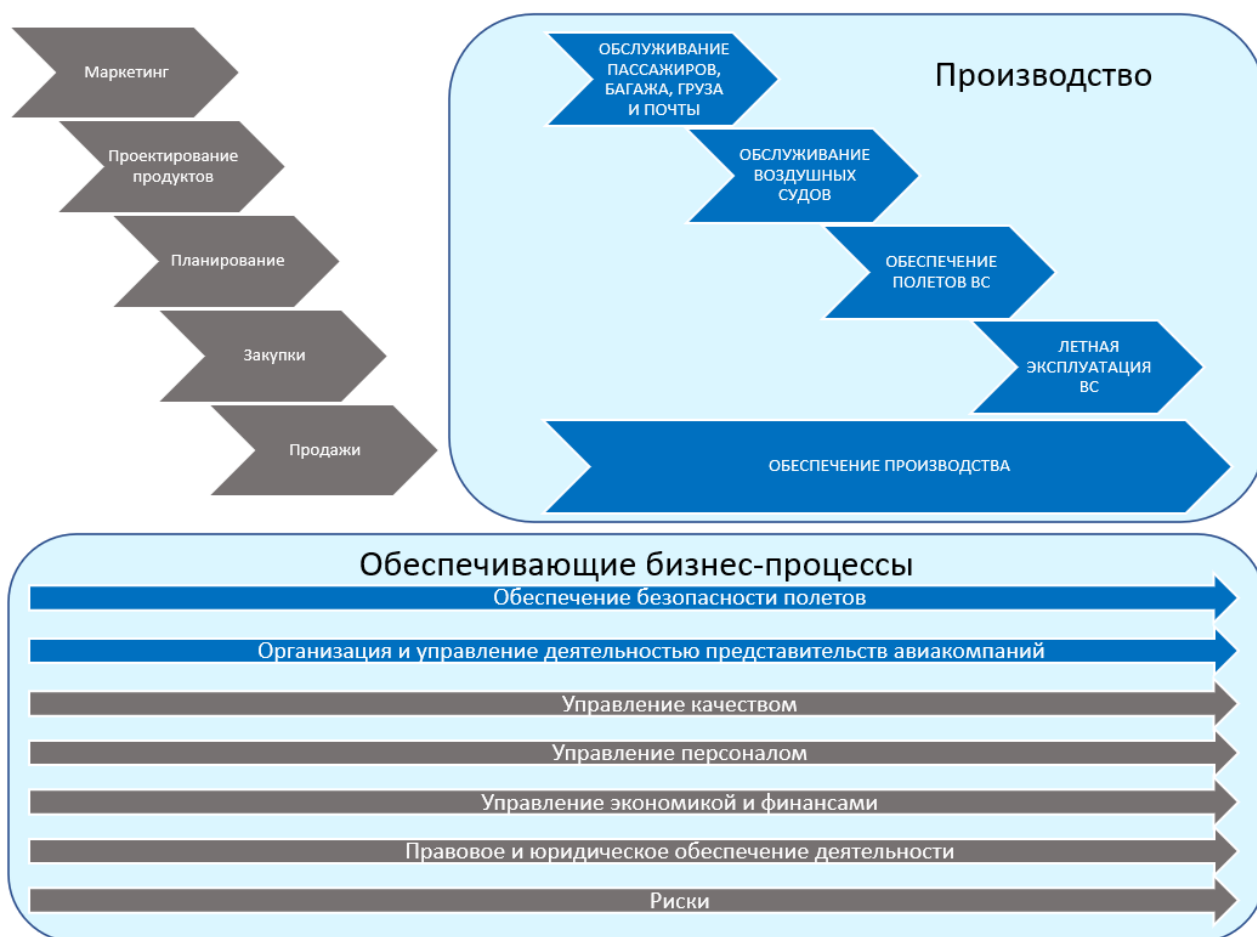 Маркетинг
Проектирование
продуктов
Планирование
Закупки
Продажи
Производство
ОБСЛУЖИВАНИЕ
ПАССАЖИРОВ,
БАГАЖА, ГРУЗА
И ПОЧТЫ
ОБСЛУЖИВАНИЕ
ВОЗДУШНЫХ
СУДОВ
ОБЕСПЕЧЕНИЕ
ПОЛЕТОВ ВС
ЛЕТНАЯ
ЭКСПЛУАТАЦИЯ
ВС
ОБЕСПЕЧЕНИЕ ПРОИЗВОДСТВА
Обеспечивающие бизнес-процессы
Обеспечение безопасности полетов
Организация и управление деятельностью представительств авиакомпаний
Управление качеством
Управление персоналом
Управление экономикой и финансами
Правовое и юридическое обеспечение деятельности
Риски